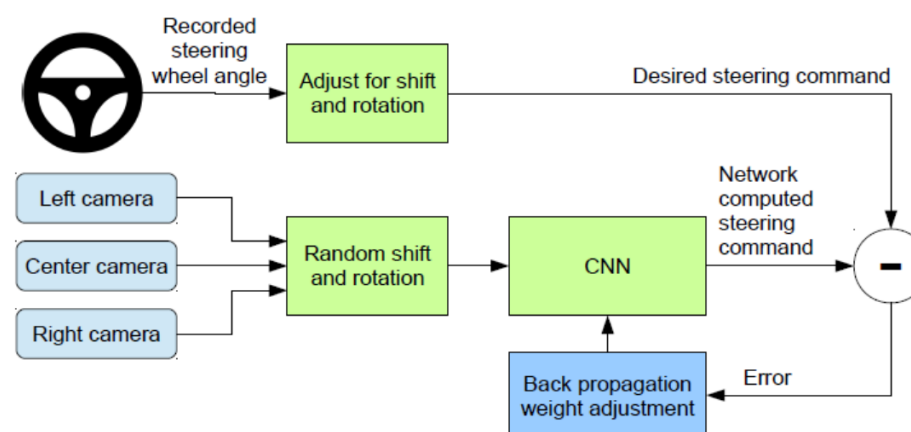 Recorded
steering
wheel angle
Adjust for shift
and rotation
Desired steering command
Left camera
Center camera
Right camera
Random shift
and rotation
CNN
Network
computed
steering
command
-
Back propagation
weight adjustment
Error